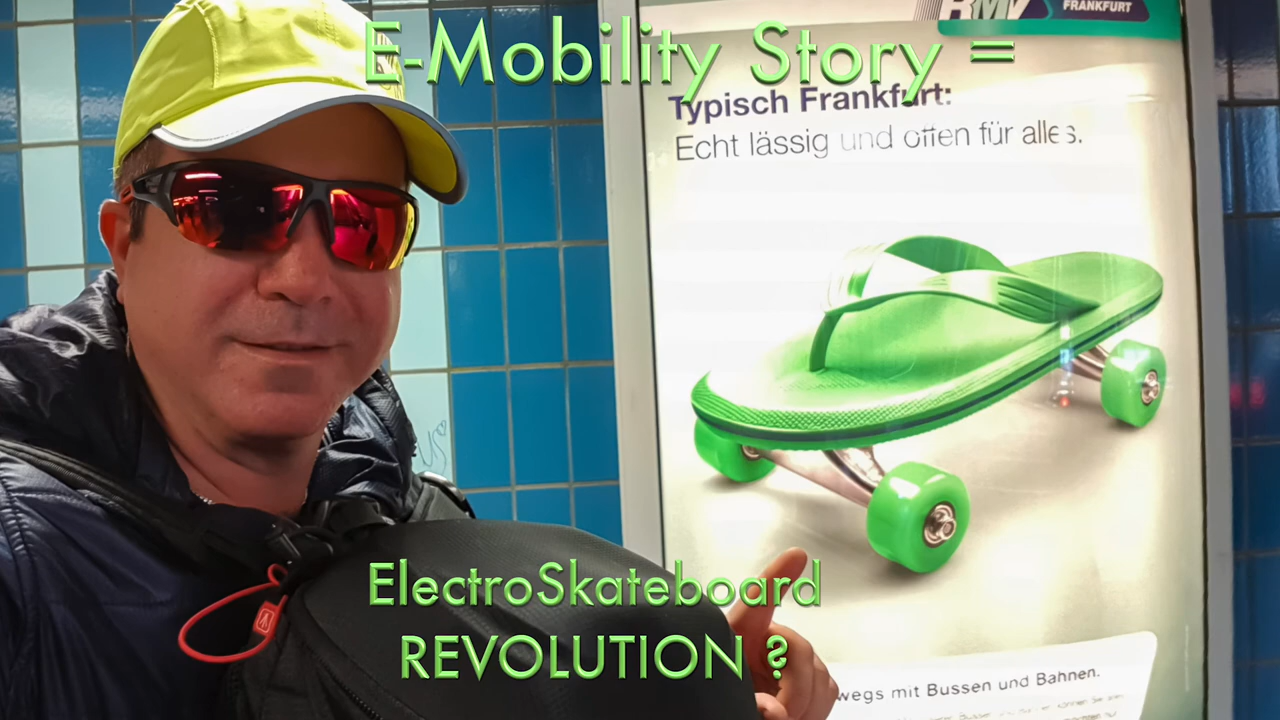 E-Mobility Story =
RMV
FRANKFURT
Typisch Frankfurt:
Echt lässig und offen für alles.
ElectroSkateboard
REVOLUTION ?
wegs mit Bussen und Bahnen.